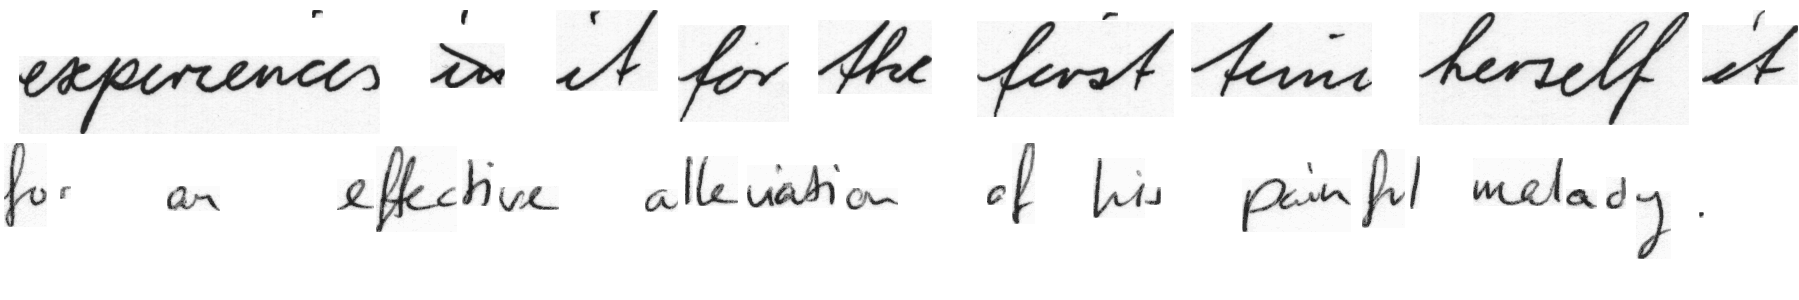 experiences in it for the first time herself it
for an effective alleviation of his painful malady.